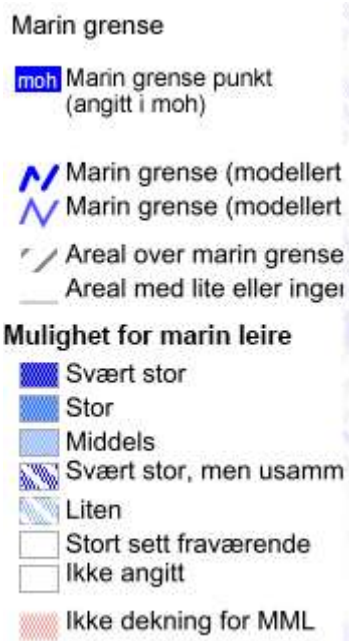 Marin grense
moh Marin grense punkt
(angitt i moh)
Marin grense (modellert
Marin grense (modellert
Areal over marin grense
Areal med lite eller inger
Mulighet for marin leire
Svært stor
Stor
Middels
Svært stor, men usamm
Liten
Stort sett fraværende
Ikke angitt
Ikke dekning for MML